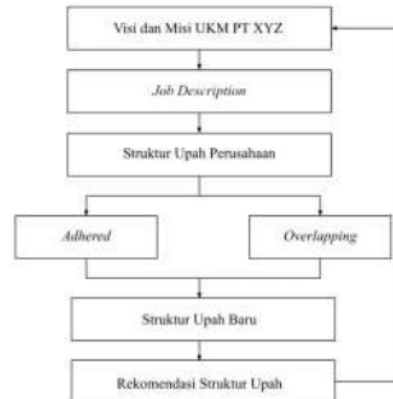 Visi dan Misi UKM PT XYZ
Job Description
Struktur Upah Perusahaan
Adhered
Overlapping
Struktur Upah Baru
Rekomendasi Struktur Upah